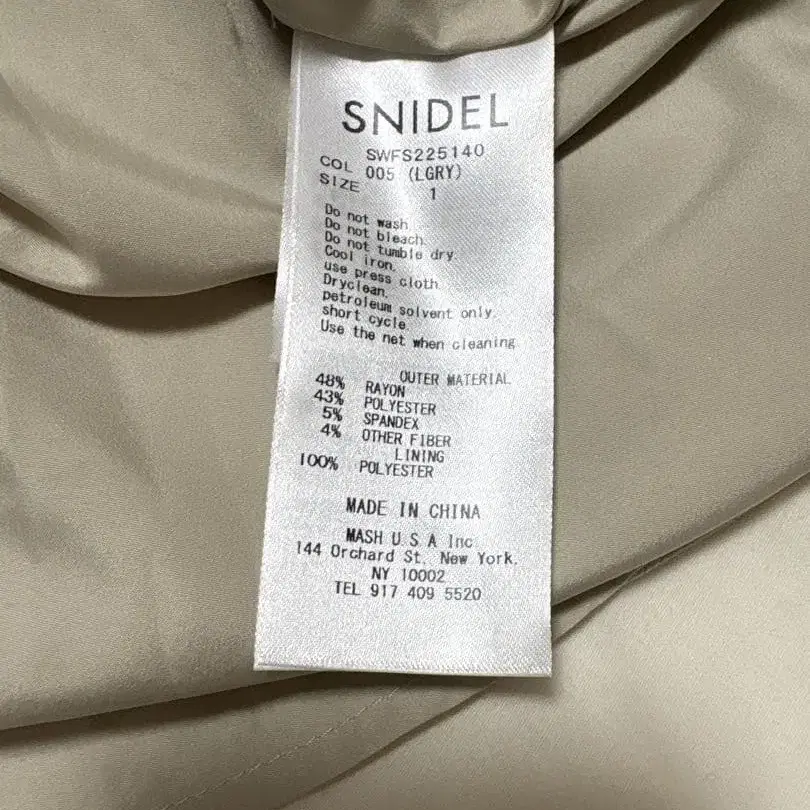 SNIDEL
SWFS225140
COL 005 (LGRY)
SIZE 1
Do not wash.
Do not bleach.
Do not tumble dry.
Cool iron.
use press cloth.
Dryclean.
petroleum solvent only.
short cycle.
Use the net when cleaning.
OUTER MATERIAL
48% RAYON
43% POLYESTER
5% SPANDEX
4% OTHER FIBER
LINING
100% POLYESTER
MADE IN CHINA
MASH U.S.A Inc
144 Orchard St. New York.
NY 10002
TEL 917 409 5520